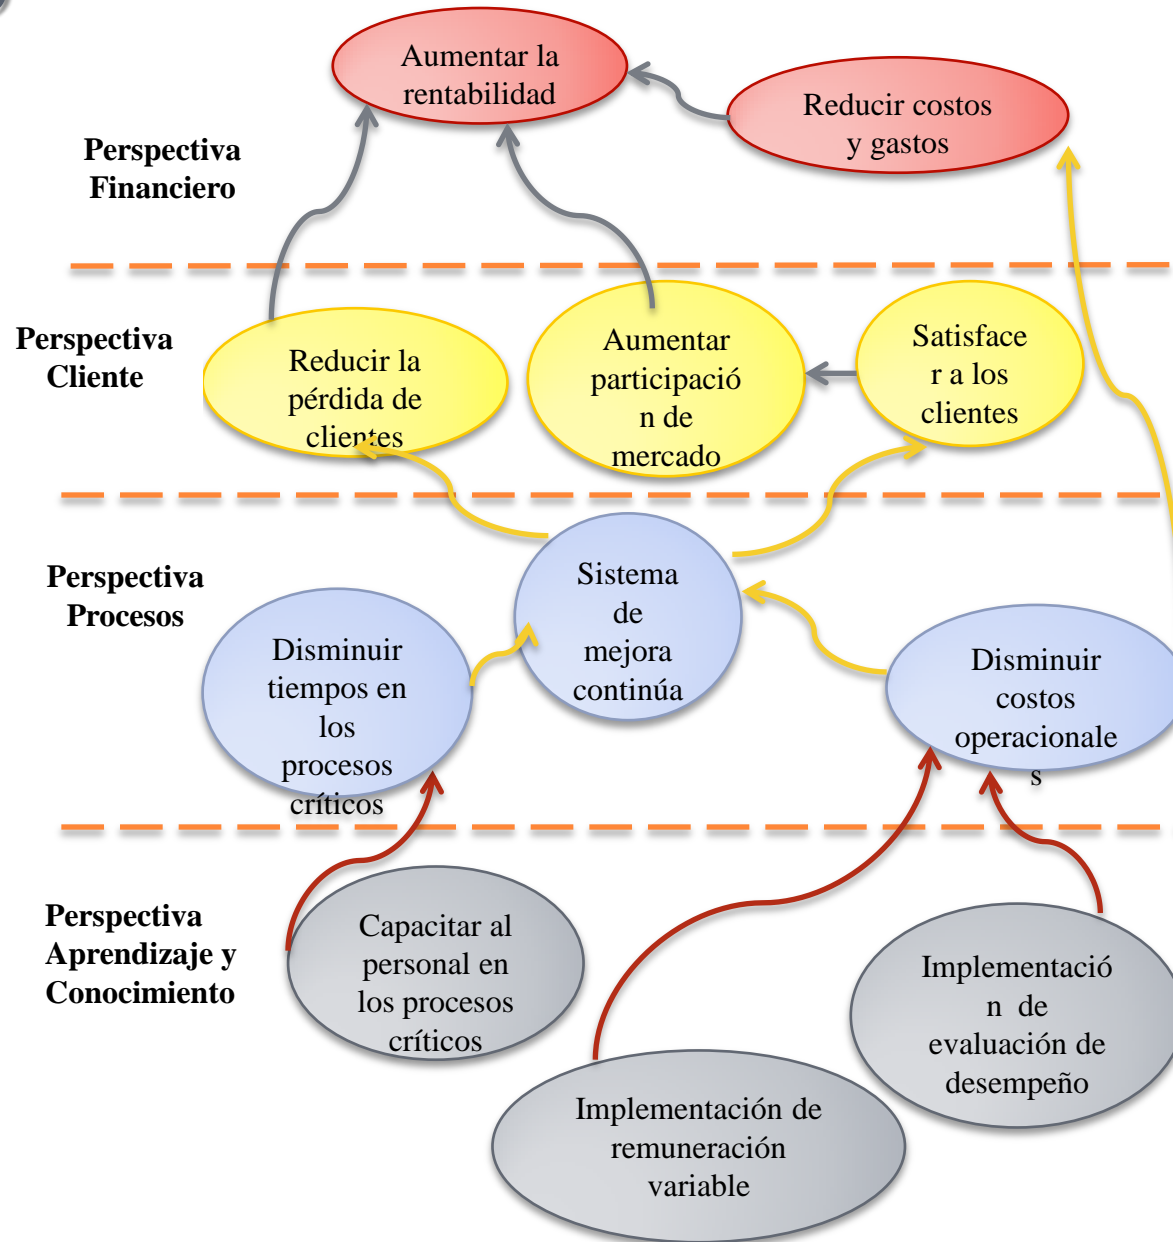 Aumentar la
rentabilidad
Reducir costos
y gastos
Perspectiva
Financiero
Perspectiva
Cliente
Reducir la
pérdida de
clientes
Aumentar
participació
n de
mercado
Satisface
r a los
clientes
Perspectiva
Procesos
Disminuir
tiempos en
los
procesos
críticos
Sistema
de
mejora
continúa
Disminuir
costos
operacionale
s
Perspectiva
Aprendizaje y
Conocimiento
Capacitar al
personal en
los procesos
críticos
Implementación de
remuneración
variable
Implementació
n  de
evaluación de
desempeño